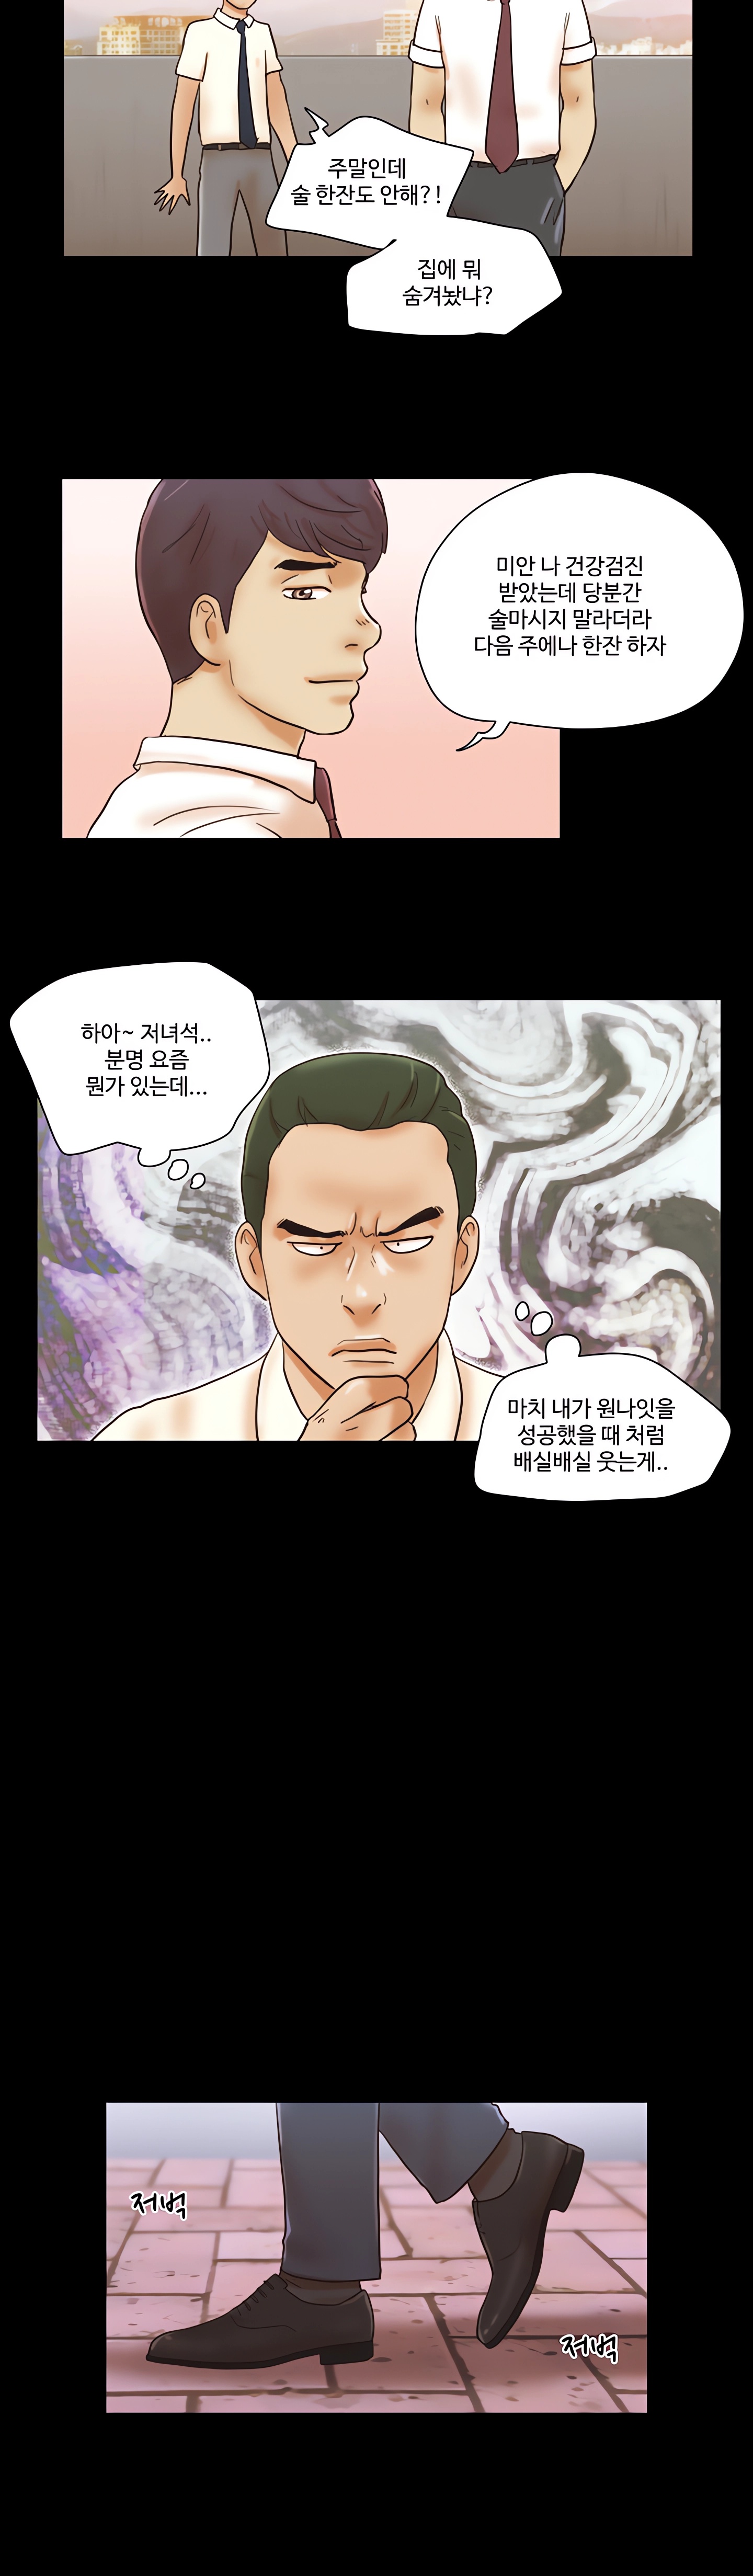 주말인데
술 한잔도 안해?!
집에 뭐
숨겨놨냐?
미안 나 건강검진
받았는데 당분간
술마시지 말라더라
다음 주에나 한잔 하자
하아~ 저녀석..
분명 요즘
뭔가 있는데...
마치 내가 원나잇을
성공했을 때 처럼
배실배실 웃는게..
저벅
저벅